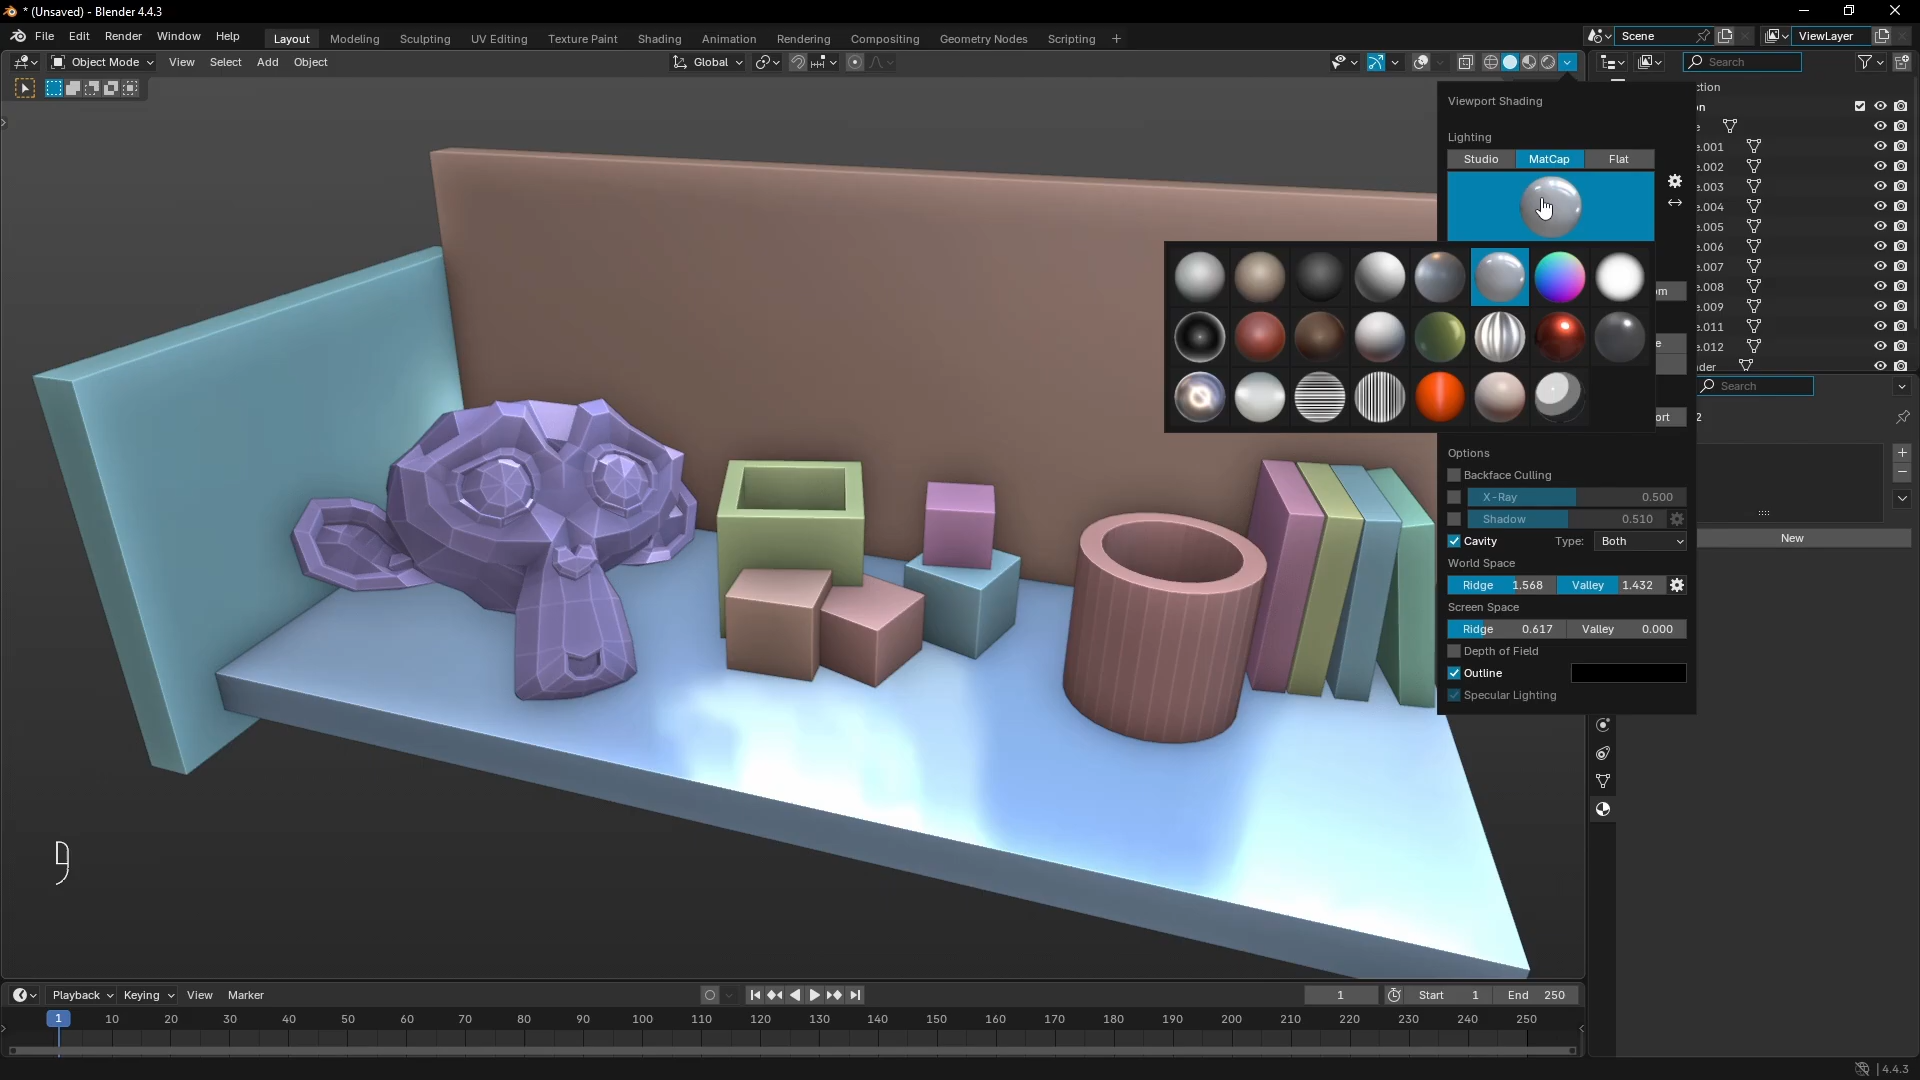 * (Unsaved) - Blender 4.4.3
File Edit Render Window Help Layout Modeling Sculpting UV Editing Texture Paint Shading Animation Rendering Compositing Geometry Nodes Scripting + Scene ViewLayer
Object Mode View Select Add Object Global Search
Viewport Shading
ction
Lighting
Studio MatCap Flat
e.001
e.002
e.003
e.004
e.005
e.006
e.007
e.008
e.009
e.011
e.012
Search
Options
Backface Culling
X-Ray 0.500
Shadow 0.510
Cavity Type: Both
New
World Space
Ridge 1.568 Valley 1.432
Screen Space
Ridge 0.617 Valley 0.000
Depth of Field
Outline
Specular Lighting
Playback Keying View Marker 1 Start 1 End 250
1 10 20 30 40 50 60 70 80 90 100 110 120 130 140 150 160 170 180 190 200 210 220 230 240 250
4.4.3